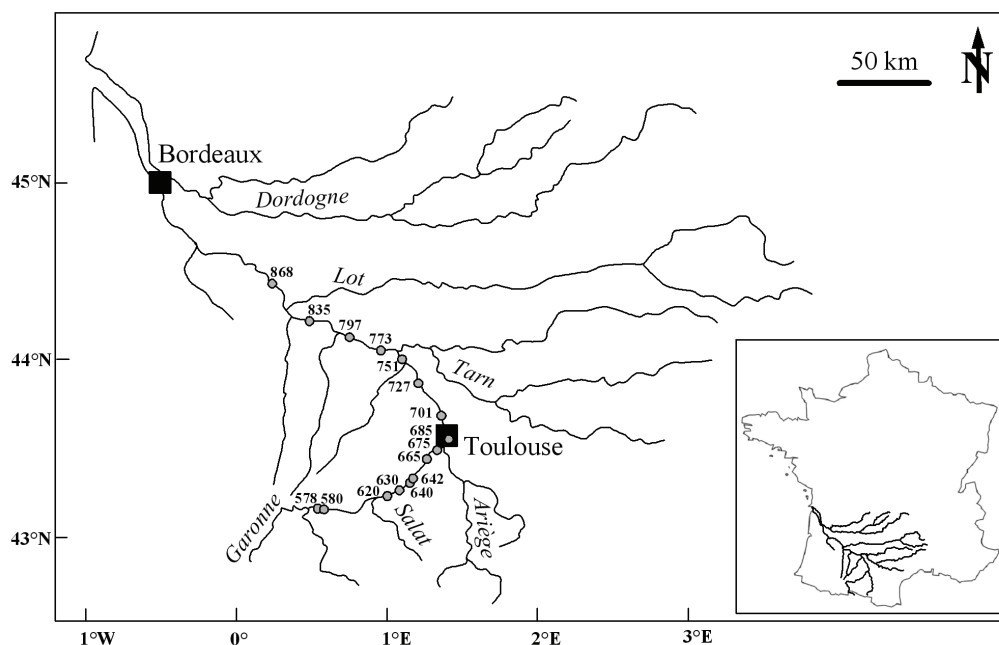 50 km
N
Bordeaux
45°N
Dordogne
868
Lot
835
797
773
44°N
751
Tarn
727
701
685
Toulouse
675
665
630
642
578
580
620
640
Garonne
Salat
Ariège
43°N
1°W
0°
1°E
2°E
3°E